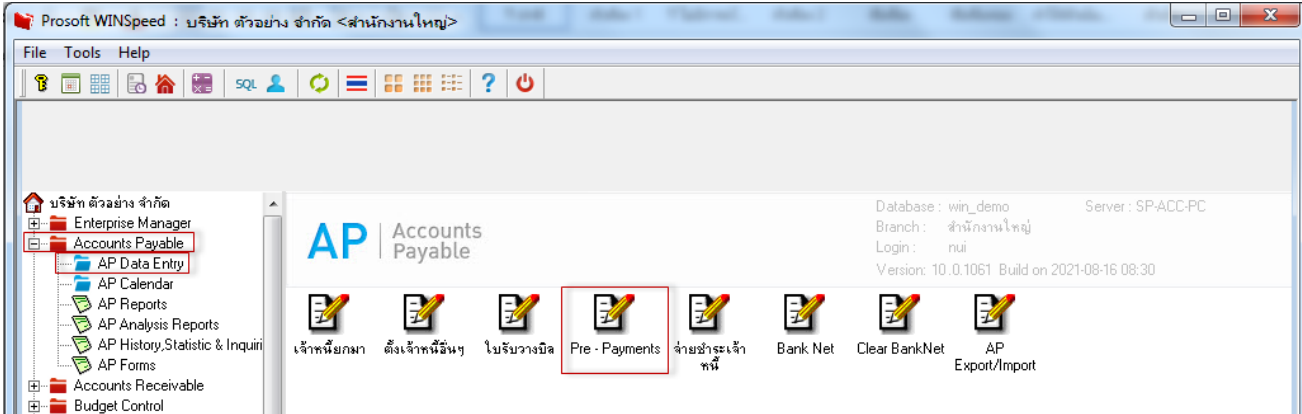 Prosoft WINSpeed : บริษัท ตัวอย่าง จำกัด <สำนักงานใหญ่>
File Tools Help
SQL
บริษัท ตัวอย่าง จำกัด
Enterprise Manager
Accounts Payable
AP Data Entry
AP Calendar
AP Reports
AP Analysis Reports
AP History,Statistic & Inquiri
AP Forms
Accounts Receivable
Budget Control
AP Accounts
Payable
Database : win_demo Server : SP-ACC-PC
Branch : สำนักงานใหญ่
Login : nui
Version: 10.0.1061 Build on 2021-08-16 08:30
เจ้าหนี้ยกมา
ตั้งเจ้าหนี้อื่นๆ
ใบรับวางบิล
Pre - Payments
จ่ายชำระเจ้า
หนี้
Bank Net
Clear BankNet
AP
Export/Import